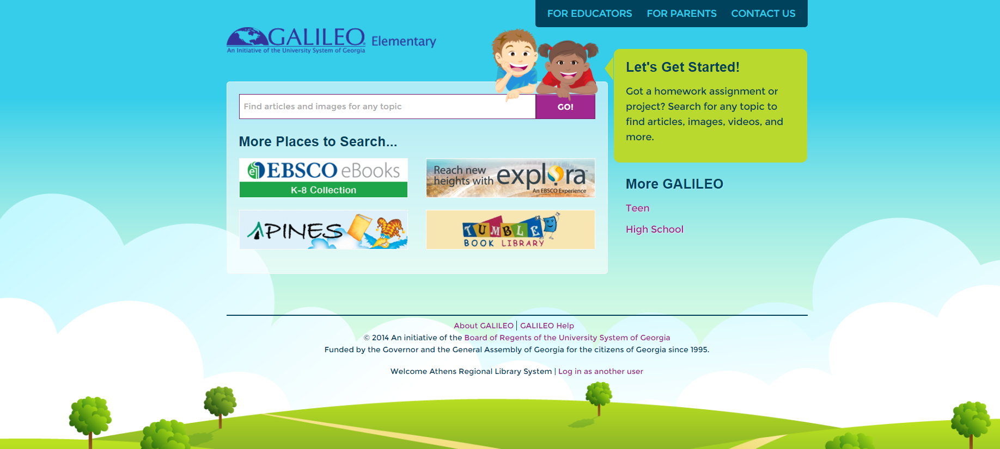 FOR EDUCATORS FOR PARENTS CONTACT US
GALILEO® Elementary
An Initiative of the University System of Georgia
Let's Get Started!
Got a homework assignment or
project? Search for any topic to
find articles, images, videos, and
more.
Find articles and images for any topic
GO!
More Places to Search...
EBSCO eBooks
K-8 Collection
Reach new
heights with explora™
An EBSCO Experience
PINES
TUMBLE
BOOK LIBRARY
More GALILEO
Teen
High School
About GALILEO | GALILEO Help
© 2014 An initiative of the Board of Regents of the University System of Georgia
Funded by the Governor and the General Assembly of Georgia for the citizens of Georgia since 1995.
Welcome Athens Regional Library System | Log in as another user